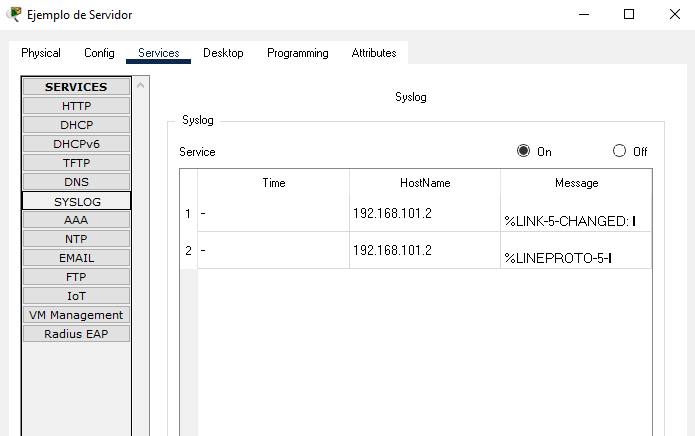 Ejemplo de Servidor
Physical Config Services Desktop Programming Attributes
SERVICES
HTTP
DHCP
DHCPv6
TFTP
DNS
SYSLOG
AAA
NTP
EMAIL
FTP
IoT
VM Management
Radius EAP
Syslog
Syslog
Service On Off
Time HostName Message
1 - 192.168.101.2 %LINK-5-CHANGED: I
2 - 192.168.101.2 %LINEPROTO-5-I